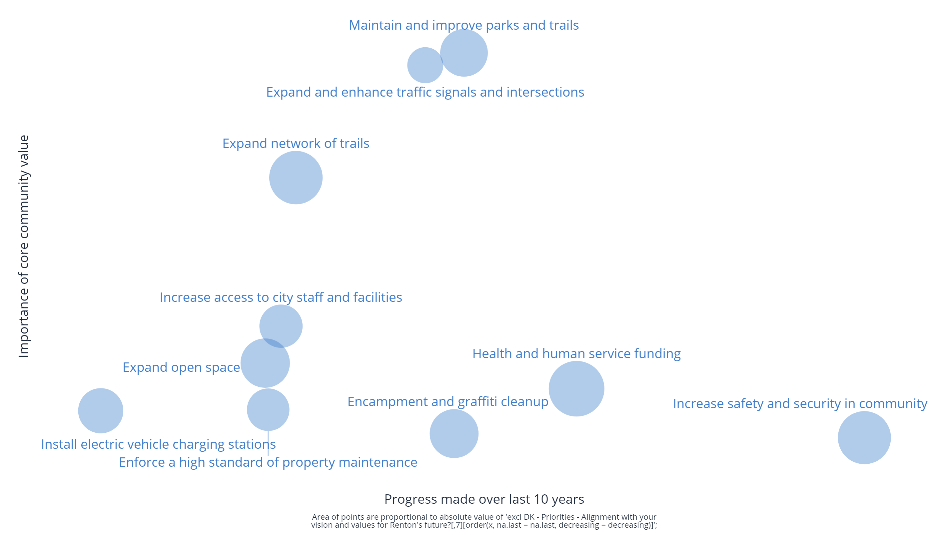 Maintain and improve parks and trails
Expand and enhance traffic signals and intersections
Expand network of trails
Importance of core community value
Increase access to city staff and facilities
Health and human service funding
Expand open space
Encampment and graffiti cleanup
Increase safety and security in community
Install electric vehicle charging stations
Enforce a high standard of property maintenance
Progress made over last 10 years
Area of points are proportional to absolute value of 'excl DK - Priorities - Alignment with your
vision and values for Renton's future?[,7][order(x, na.last = na.last, decreasing = decreasing)]';